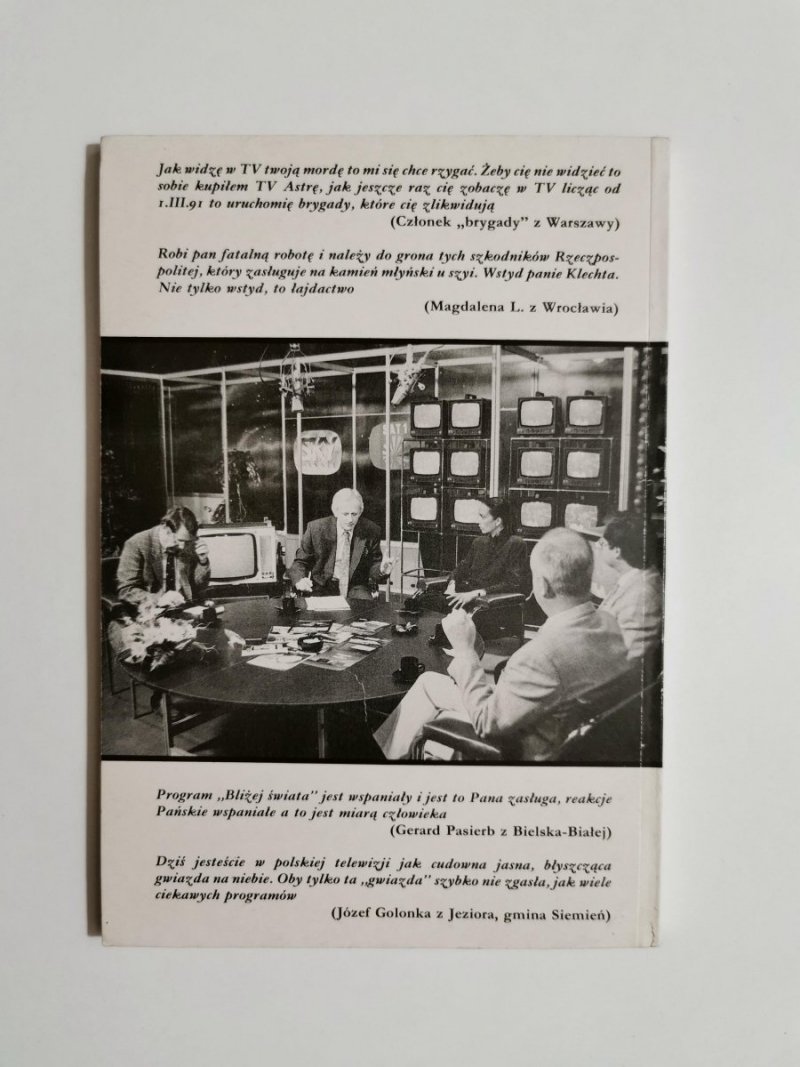 Jak widzę w TV twoją mordę to mi się chce rzygać. Żeby cię nie widzieć to
sobie kupiłem TV Astrę, jak jeszcze raz cię zobaczę w TV licząc od
1.III.91 to uruchomię brygady, które cię zlikwidują
(Członek „brygady” z Warszawy)
Robi pan fatalną robotę i należy do grona tych szkodników Rzeczpos-
politej, który zasługuje na kamień młyński u szyi. Wstyd panie Klechta.
Nie tylko wstyd, to łajdactwo
(Magdalena L. z Wrocławia)
SKY
SAT1
Program „Bliżej świata” jest wspaniały i jest to Pana zasługa, reakcje
Pańskie wspaniałe a to jest miarą człowieka
(Gerard Pasierb z Bielska-Białej)
Dziś jesteście w polskiej telewizji jak cudowna jasna, błyszcząca
gwiazda na niebie. Oby tylko ta „gwiazda” szybko nie zgasła, jak wiele
ciekawych programów
(Józef Golonka z Jeziora, gmina Siemień)